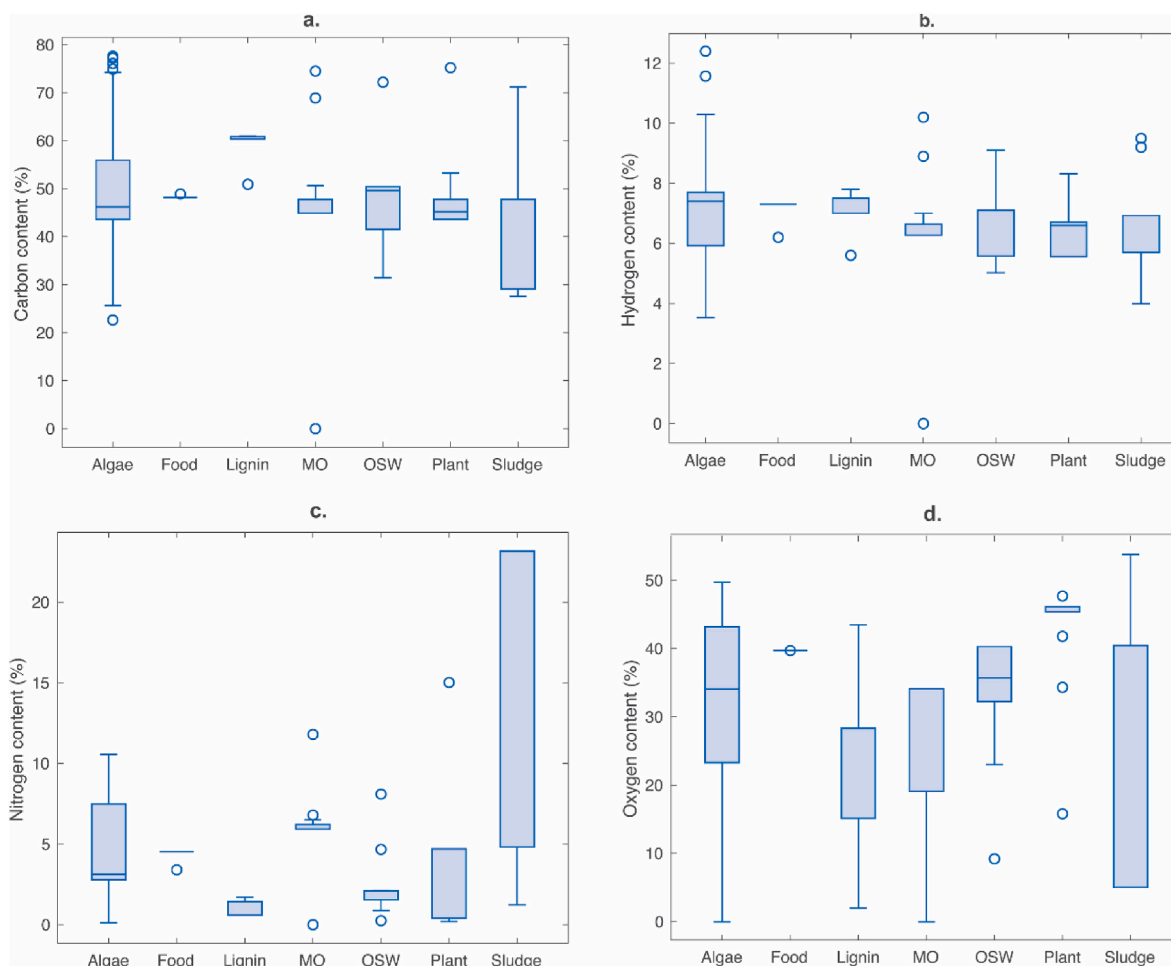 a.
80
70
60
50
40
30
20
10
0
Carbon content (%)
Algae Food Lignin MO OSW Plant Sludge
b.
12
10
8
6
4
2
0
Hydrogen content (%)
Algae Food Lignin MO OSW Plant Sludge
c.
20
15
10
5
0
Nitrogen content (%)
Algae Food Lignin MO OSW Plant Sludge
d.
50
40
30
20
10
0
Oxygen content (%)
Algae Food Lignin MO OSW Plant Sludge